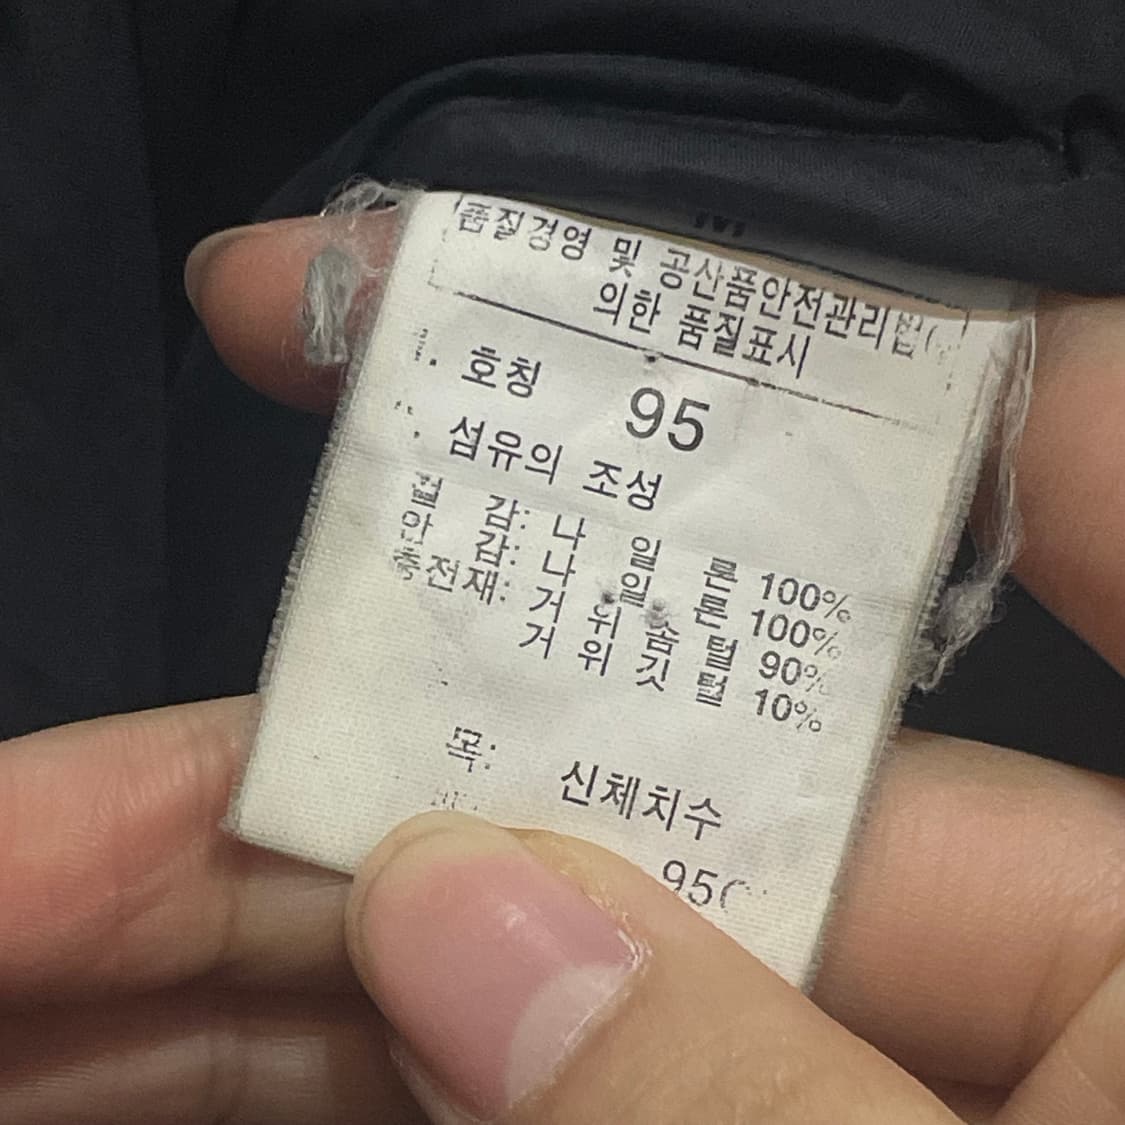 M
품질경영 및 공산품안전관리법
의한 품질표시
호칭 95
섬유의 조성
겉 감: 나 일 론 100%
안 감: 나 일 론 100%
충전재: 거 위 솜 털 90%
거 위 깃 털 10%
목: 신체치수
95(